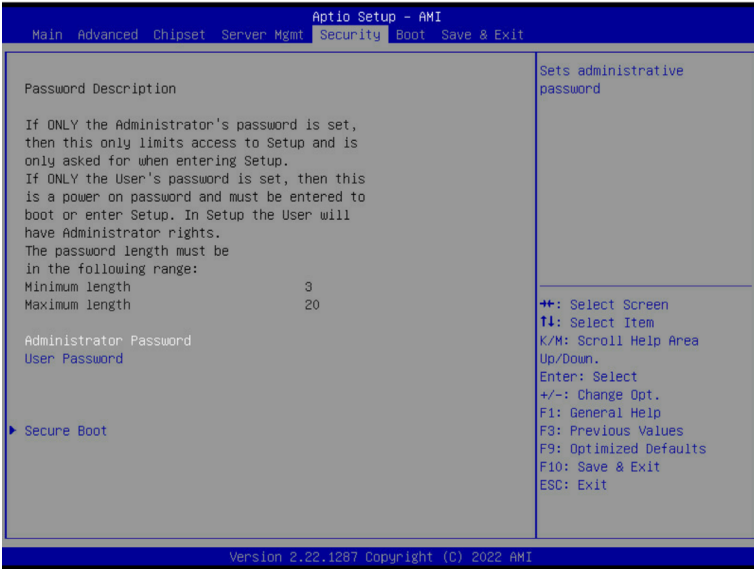 Aptio Setup - AMI
Main Advanced Chipset Server Mgmt Security Boot Save & Exit
Password Description
If ONLY the Administrator's password is set,
then this only limits access to Setup and is
only asked for when entering Setup.
If ONLY the User's password is set, then this
is a power on password and must be entered to
boot or enter Setup. In Setup the User will
have Administrator rights.
The password length must be
in the following range:
Minimum length 3
Maximum length 20
Administrator Password
User Password
Secure Boot
Sets administrative
password
→←: Select Screen
↑↓: Select Item
K/M: Scroll Help Area
Up/Down.
Enter: Select
+/-: Change Opt.
F1: General Help
F3: Previous Values
F9: Optimized Defaults
F10: Save & Exit
ESC: Exit
Version 2.22.1287 Copyright (C) 2022 AMI